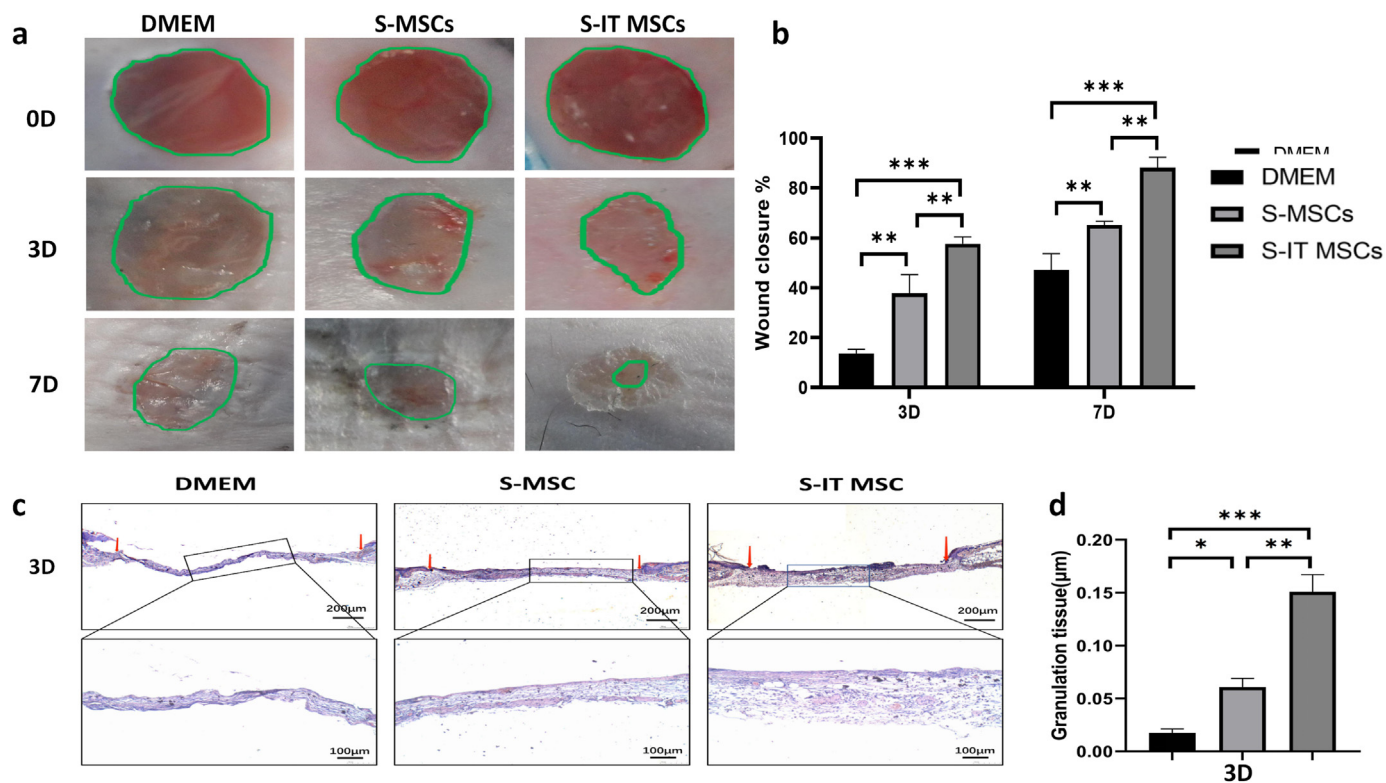 a
DMEM
S-MSCs
S-IT MSCs
0D
3D
7D
b
Wound closure %
100
80
60
40
20
0
3D
7D
***
**
**
***
**
**
DMEM
DMEM
S-MSCs
S-IT MSCs
c
DMEM
S-MSC
S-IT MSC
3D
200μm
200μm
200μm
100μm
100μm
100μm
d
Granulation tissue(μm)
0.20
0.15
0.10
0.05
0.00
3D
***
*
**